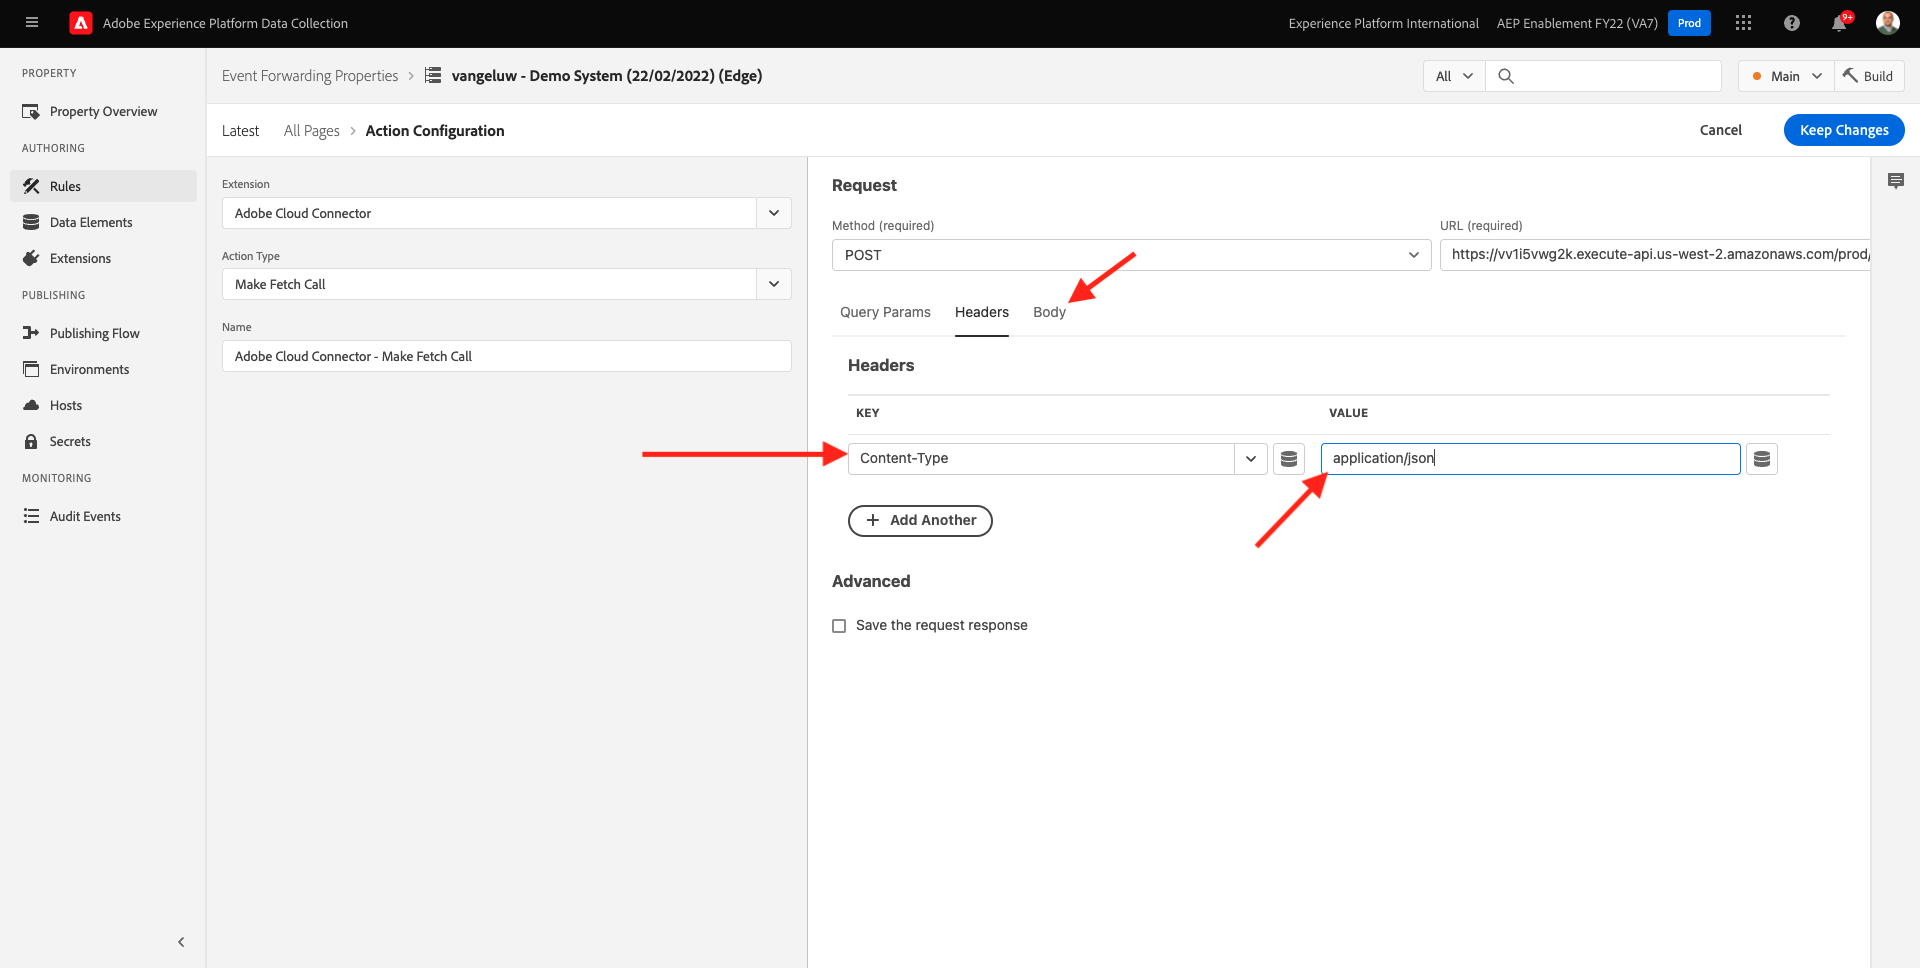 Adobe Experience Platform Data Collection
Experience Platform International
AEP Enablement FY22 (VA7)
Prod
9+
PROPERTY
Property Overview
AUTHORING
Rules
Data Elements
Extensions
PUBLISHING
Publishing Flow
Environments
Hosts
Secrets
MONITORING
Audit Events
Event Forwarding Properties
vangeluw - Demo System (22/02/2022) (Edge)
All
Main
Build
Latest
All Pages
Action Configuration
Cancel
Keep Changes
Extension
Adobe Cloud Connector
Action Type
Make Fetch Call
Name
Adobe Cloud Connector - Make Fetch Call
Request
Method (required)
POST
URL (required)
https://vv1i5vwg2k.execute-api.us-west-2.amazonaws.com/prod/
Query Params
Headers
Body
Headers
KEY
VALUE
Content-Type
application/json
Add Another
Advanced
Save the request response